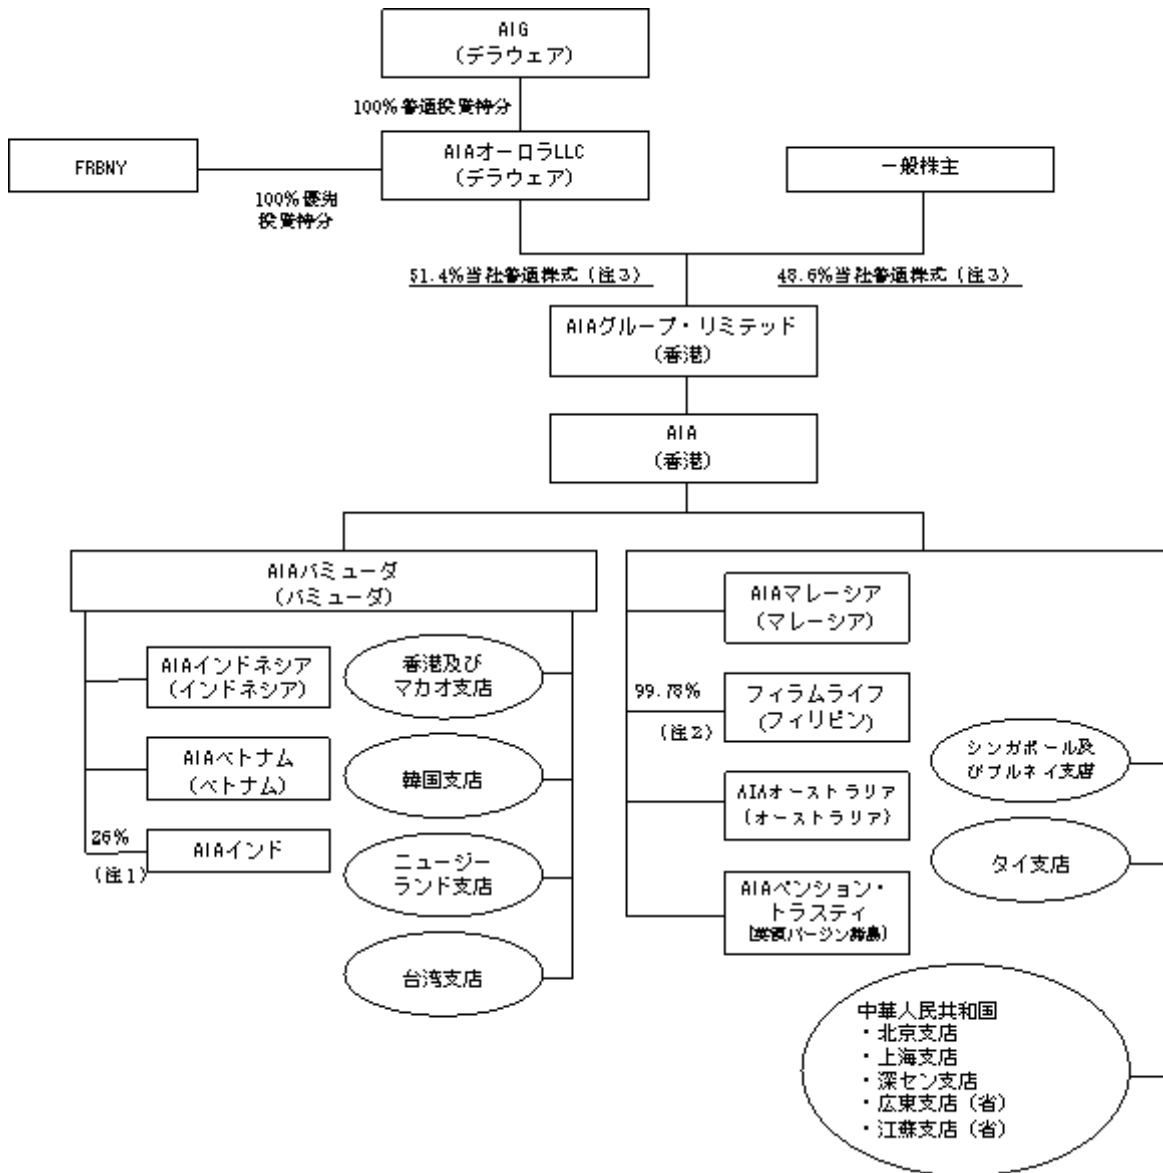 AIG
(デラウェア)
100%普通投資持分
FRBNY
AIAオーロラLLC
(デラウェア)
一般株主
100%優先
投資持分
51.4%当社普通株式(注3)
48.6%当社普通株式(注3)
AIAグループ・リミテッド
(香港)
AIA
(香港)
AIAバミューダ
(バミューダ)
AIAインドネシア
(インドネシア)
香港及び
マカオ支店
AIAベトナム
(ベトナム)
韓国支店
26%
(注1)
AIAインド
ニュージー
ランド支店
台湾支店
AIAマレーシア
(マレーシア)
99.78%
(注2)
フィラムライフ
(フィリピン)
シンガポール及
びブルネイ支店
AIAオーストラリア
(オーストラリア)
タイ支店
AIAペンション・
トラスティ
(英領バージン諸島)
中華人民共和国
・北京支店
・上海支店
・深セン支店
・広東支店(省)
・江蘇支店(省)